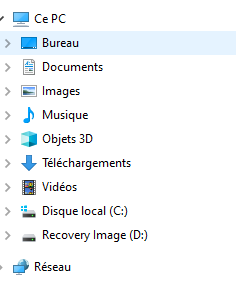 Ce PC
Bureau
Documents
Images
Musique
Objets 3D
Téléchargements
Vidéos
Disque local (C:)
Recovery Image (D:)
Réseau